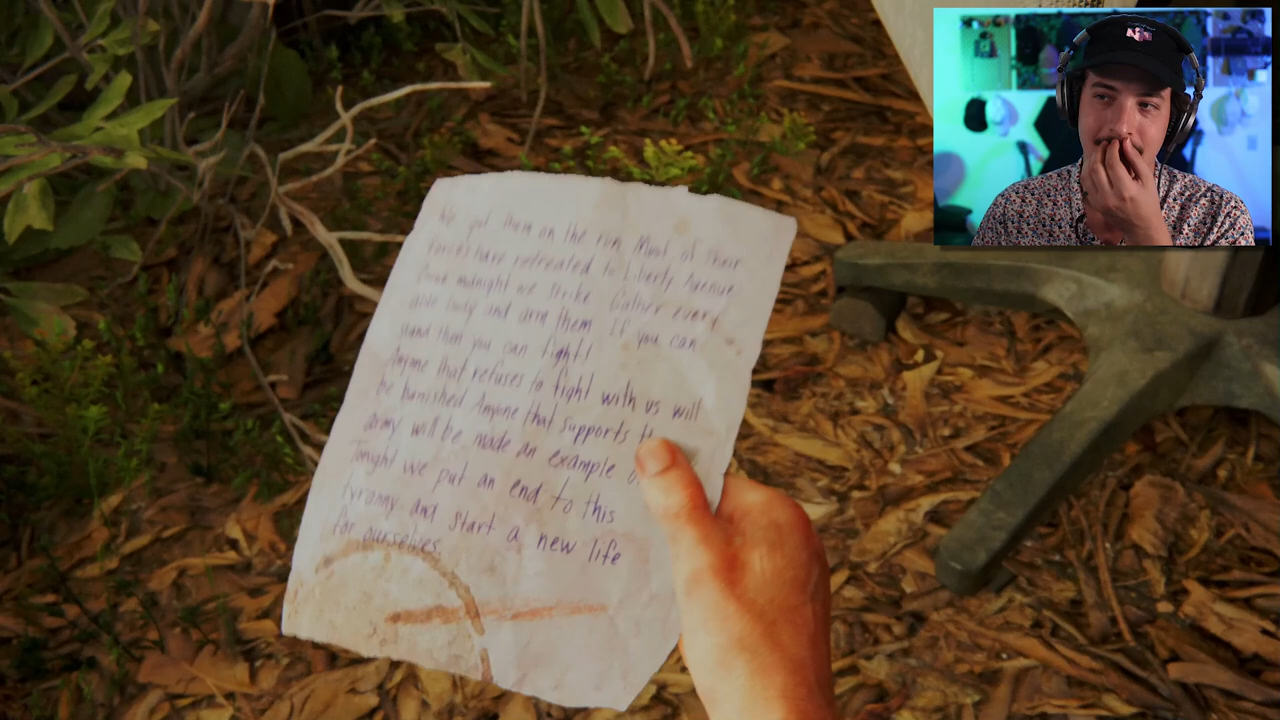 We got them on the run. Most of their
forces have retreated to Liberty Avenue
Come midnight we strike Gather every
able body and arm them If you can
stand then you can fight!
Anyone that refuses to fight with us will
be banished Anyone that supports
army will be made an example
Tonight we put an end to this
tyranny and start a new life
for ourselves.